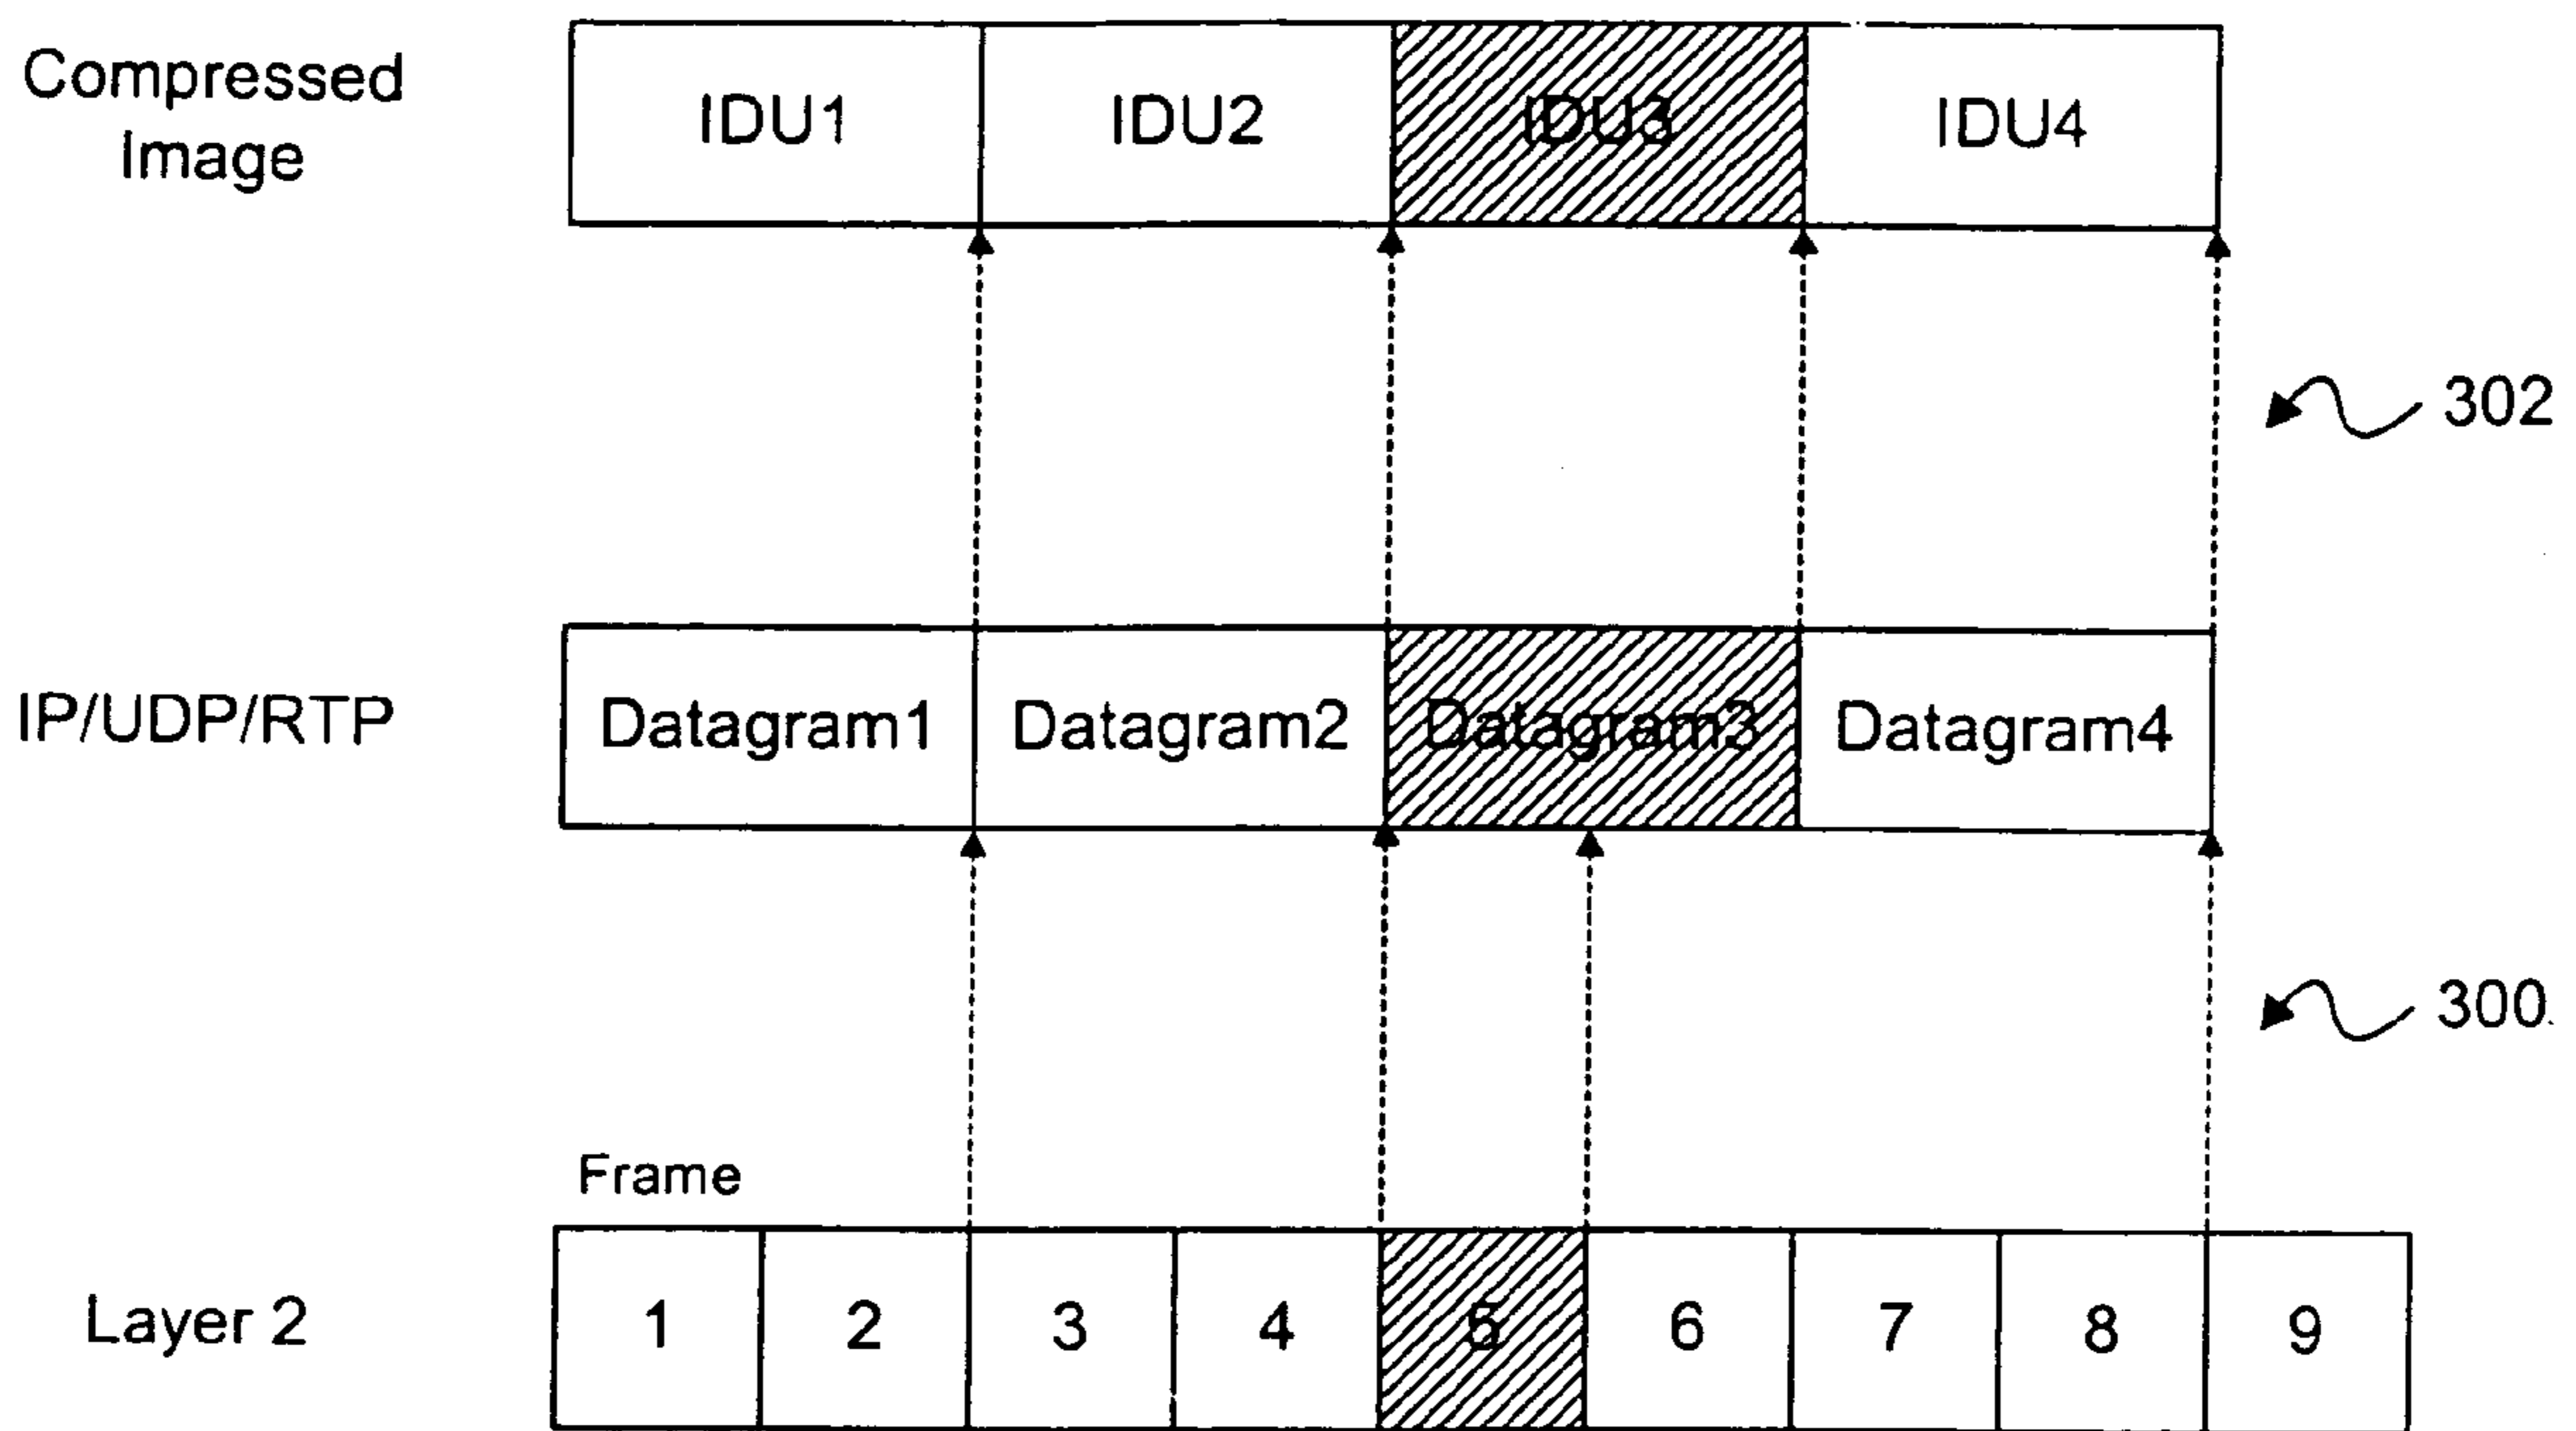 Compressed
Image
IDU1 IDU2 IDU3 IDU4
302
IP/UDP/RTP
Datagram1 Datagram2 Datagram3 Datagram4
300
Frame
Layer 2
1 2 3 4 5 6 7 8 9